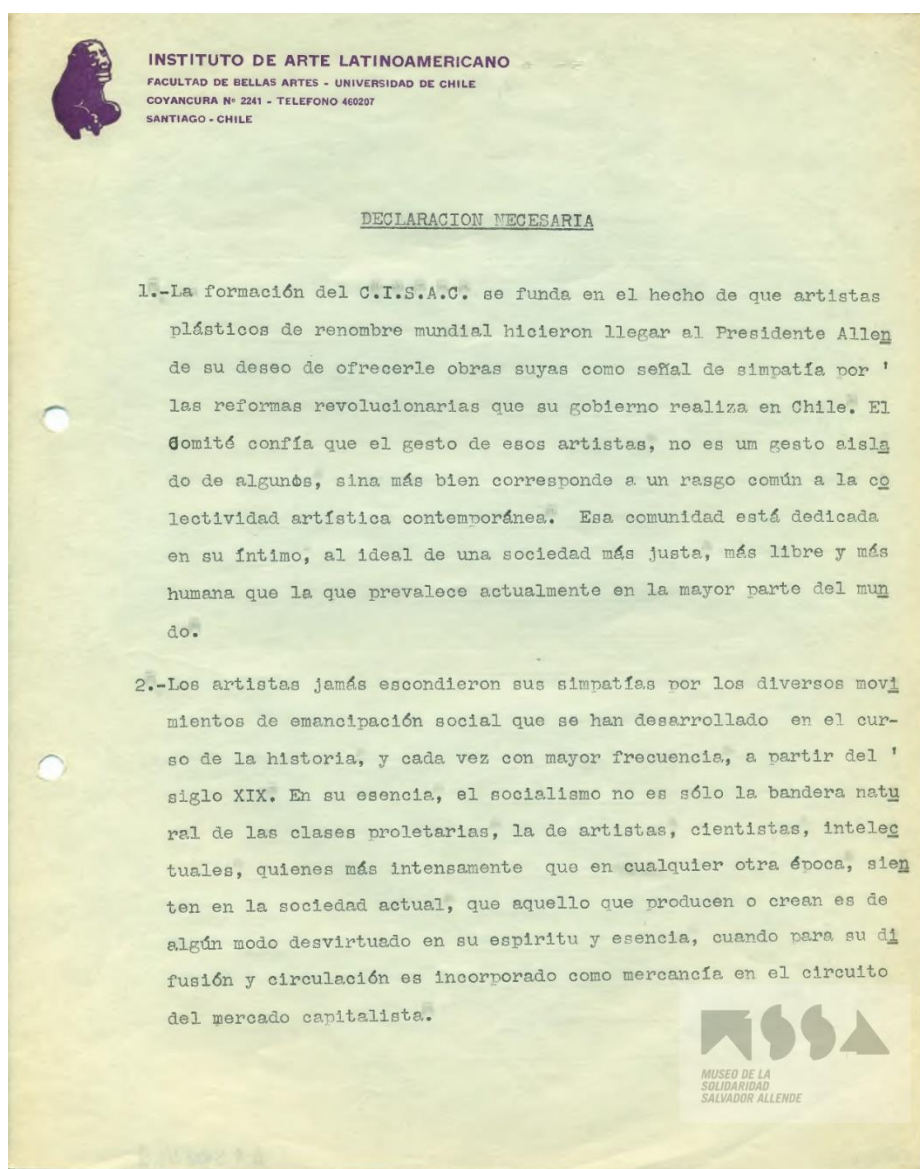 INSTITUTO DE ARTE LATINOAMERICANO
FACULTAD DE BELLAS ARTES - UNIVERSIDAD DE CHILE
COYANCURA Nº 2241 - TELEFONO 460207
SANTIAGO - CHILE
DECLARACION NECESARIA
1.-La formación del C.I.S.A.C. se funda en el hecho de que artistas
plásticos de renombre mundial hicieron llegar al Presidente Allen
de su deseo de ofrecerle obras suyas como señal de simpatía por '
las reformas revolucionarias que su gobierno realiza en Chile. El
Comité confía que el gesto de esos artistas, no es um gesto aisla
do de algunos, sina más bien corresponde a un rasgo común a la co
lectividad artística contemporánea. Esa comunidad está dedicada
en su íntimo, al ideal de una sociedad más justa, más libre y más
humana que la que prevalece actualmente en la mayor parte del mun
do.
2.-Los artistas jamás escondieron sus simpatías por los diversos movi
mientos de emancipación social que se han desarrollado en el cur-
so de la historia, y cada vez con mayor frecuencia, a partir del '
siglo XIX. En su esencia, el socialismo no es sólo la bandera natu
ral de las clases proletarias, la de artistas, cientistas, intelec
tuales, quienes más intensamente que en cualquier otra época, sien
ten en la sociedad actual, que aquello que producen o crean es de
algún modo desvirtuado en su espiritu y esencia, cuando para su di
fusión y circulación es incorporado como mercancía en el circuito
del mercado capitalista.
MSSA
MUSEO DE LA
SOLIDARIDAD
SALVADOR ALLENDE